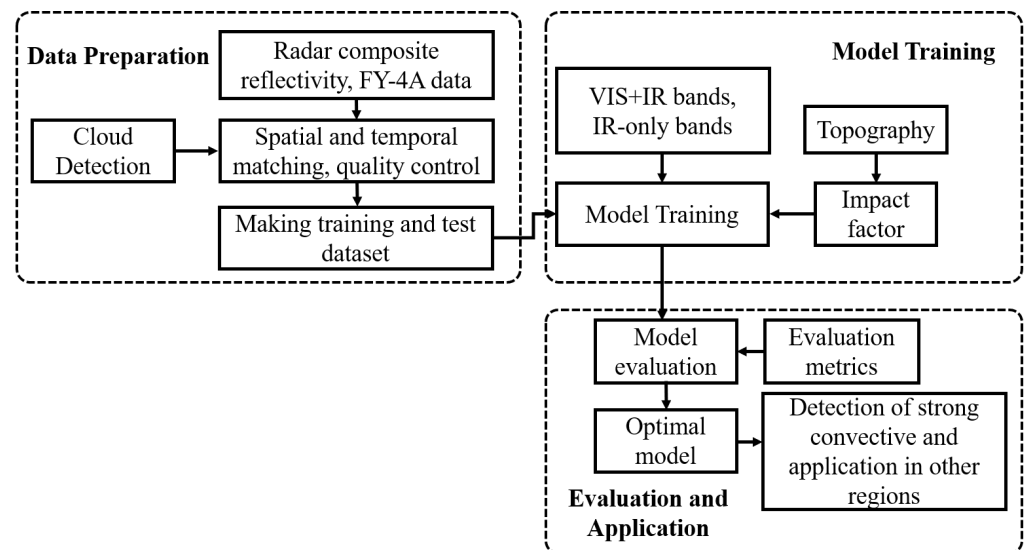 Data Preparation
Radar composite
reflectivity, FY-4A data
Cloud
Detection
Spatial and temporal
matching, quality control
Making training and test
dataset
Model Training
VIS+IR bands,
IR-only bands
Topography
Model Training
Impact
factor
Model
evaluation
Evaluation
metrics
Optimal
model
Detection of strong
convective and
application in other
regions
Evaluation and
Application